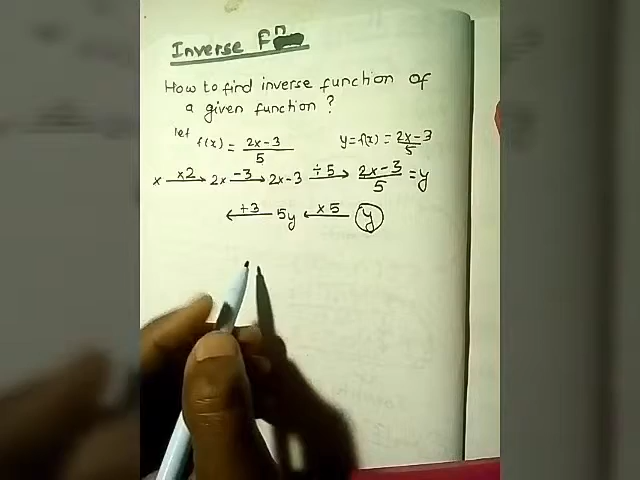 Inverse Fn
How to find inverse function of
a given function ?
let f(x) = 2x-3/5 y=f(x) = 2x-3/5
x ×2→ 2x -3→ 2x-3 ÷5→ 2x-3/5 = y
←+3 5y ←×5 y